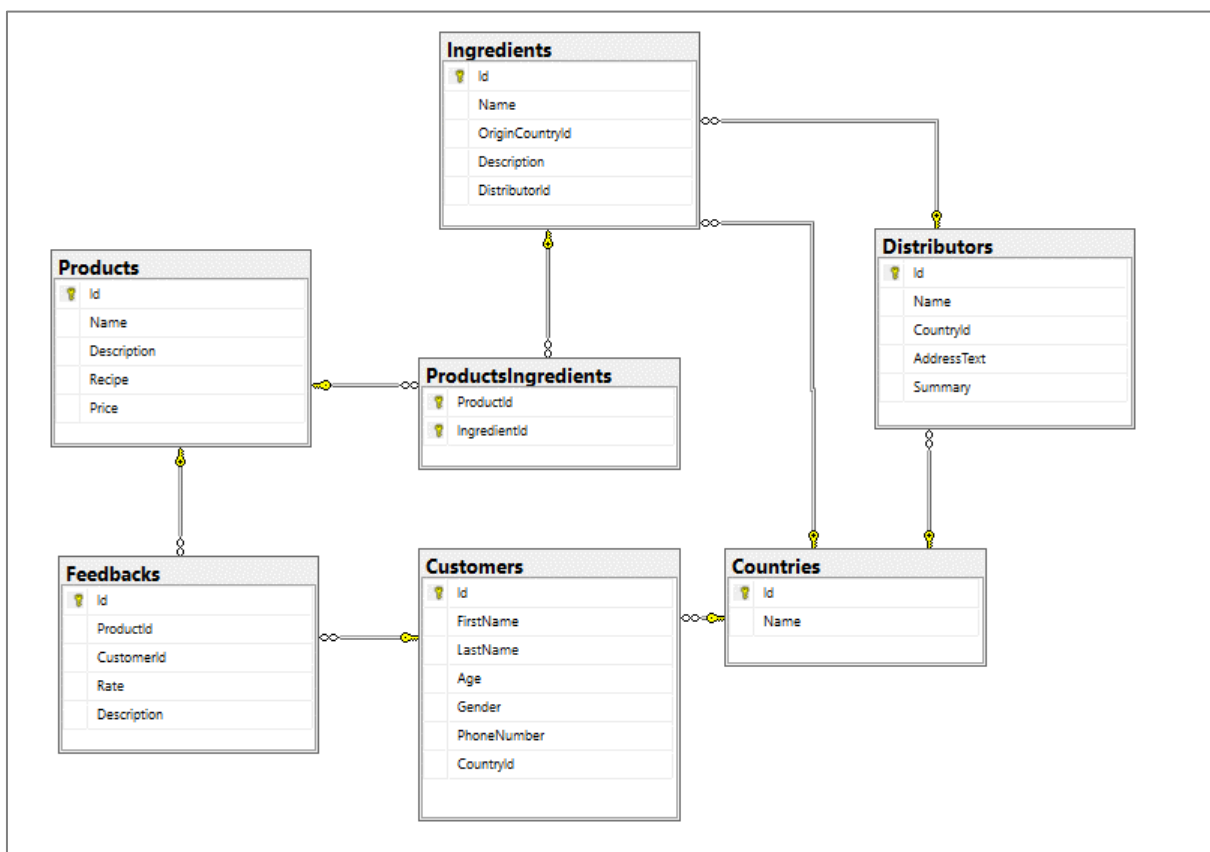 Ingredients
Id
Name
OriginCountryId
Description
DistributorId
Products
Id
Name
Description
Recipe
Price
Distributors
Id
Name
CountryId
AddressText
Summary
ProductsIngredients
ProductId
IngredientId
Feedbacks
Id
ProductId
CustomerId
Rate
Description
Customers
Id
FirstName
LastName
Age
Gender
PhoneNumber
CountryId
Countries
Id
Name